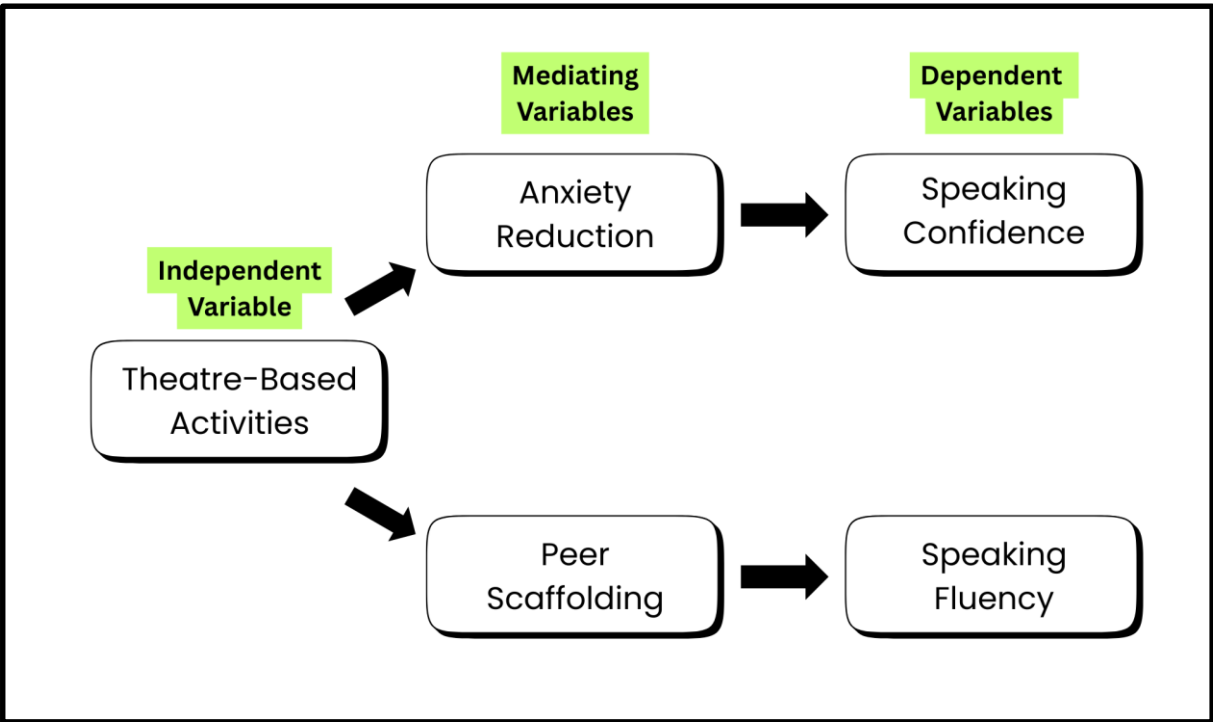 Mediating
Variables
Dependent
Variables
Anxiety
Reduction
Speaking
Confidence
Independent
Variable
Theatre-Based
Activities
Peer
Scaffolding
Speaking
Fluency